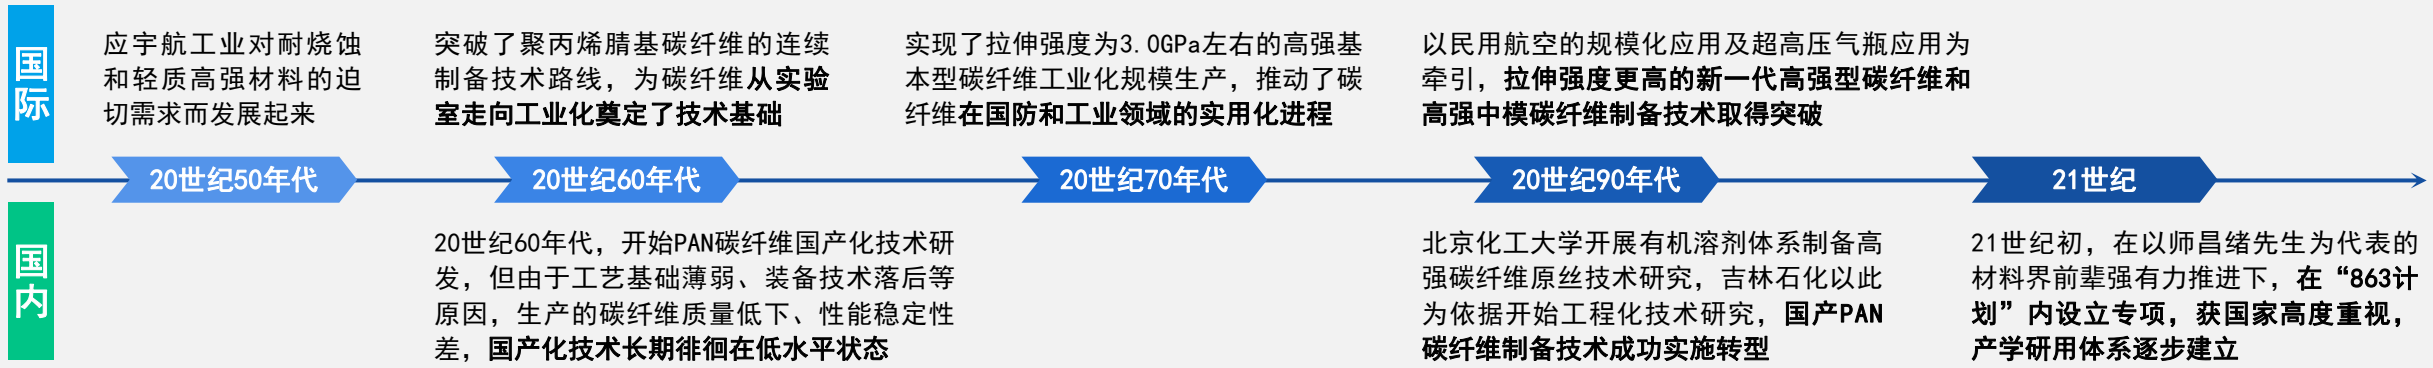 国际
应宇航工业对耐烧蚀
和轻质高强材料的迫
切需求而发展起来
突破了聚丙烯腈基碳纤维的连续
制备技术路线，为碳纤维从实验
室走向工业化奠定了技术基础
实现了拉伸强度为3.0GPa左右的高强基
本型碳纤维工业化规模生产，推动了碳
纤维在国防和工业领域的实用化进程
以民用航空的规模化应用及超高压气瓶应用为
牵引，拉伸强度更高的新一代高强型碳纤维和
高强中模碳纤维制备技术取得突破
20世纪50年代
20世纪60年代
20世纪70年代
20世纪90年代
21世纪
国内
20世纪60年代，开始PAN碳纤维国产化技术研
发，但由于工艺基础薄弱、装备技术落后等
原因，生产的碳纤维质量低下、性能稳定性
差，国产化技术长期徘徊在低水平状态
北京化工大学开展有机溶剂体系制备高
强碳纤维原丝技术研究，吉林石化以此
为依据开始工程化技术研究，国产PAN
碳纤维制备技术成功实施转型
21世纪初，在以师昌绪先生为代表的
材料界前辈强有力推进下，在“863计
划”内设立专项，获国家高度重视，
产学研用体系逐步建立